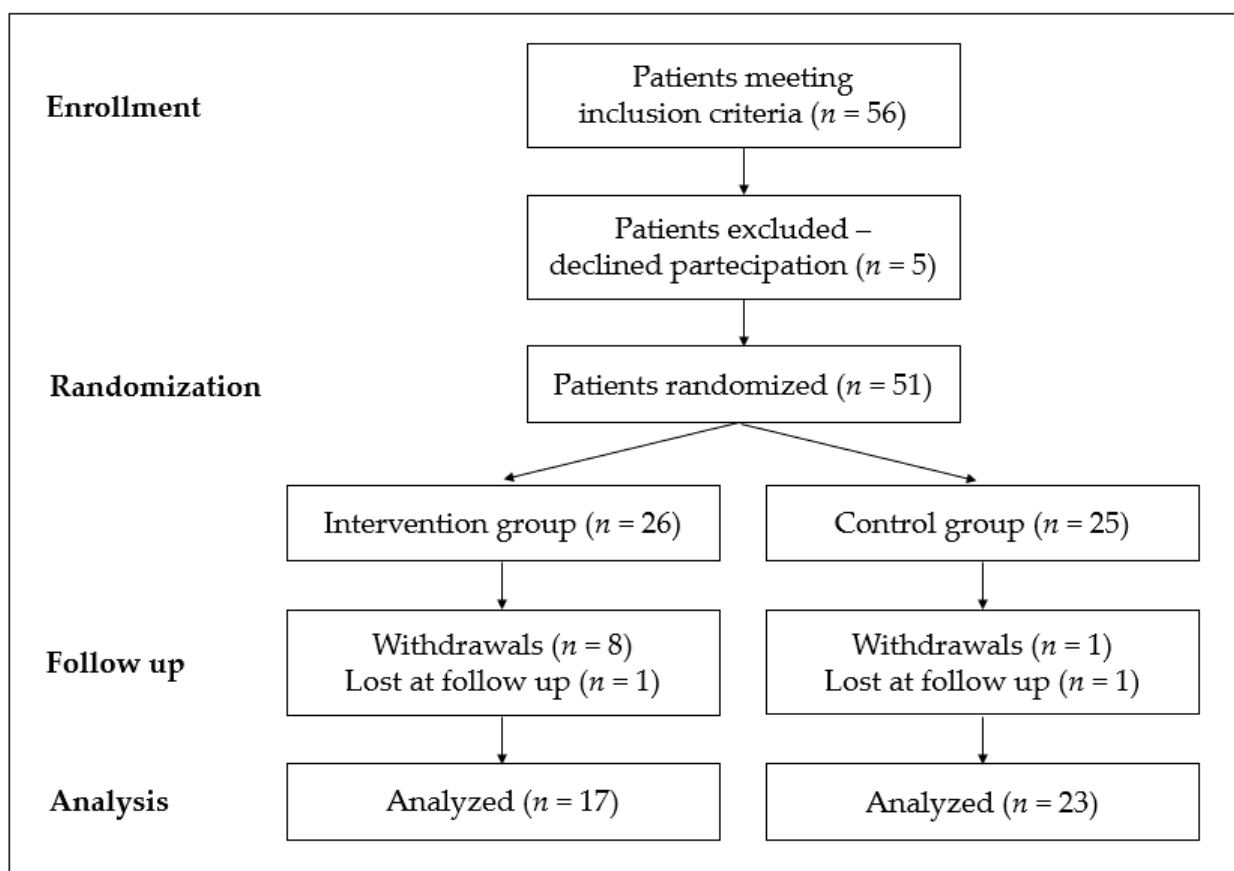 Enrollment
Patients meeting
inclusion criteria (n = 56)
Patients excluded –
declined partecipation (n = 5)
Randomization
Patients randomized (n = 51)
Intervention group (n = 26)
Control group (n = 25)
Follow up
Withdrawals (n = 8)
Lost at follow up (n = 1)
Withdrawals (n = 1)
Lost at follow up (n = 1)
Analysis
Analyzed (n = 17)
Analyzed (n = 23)